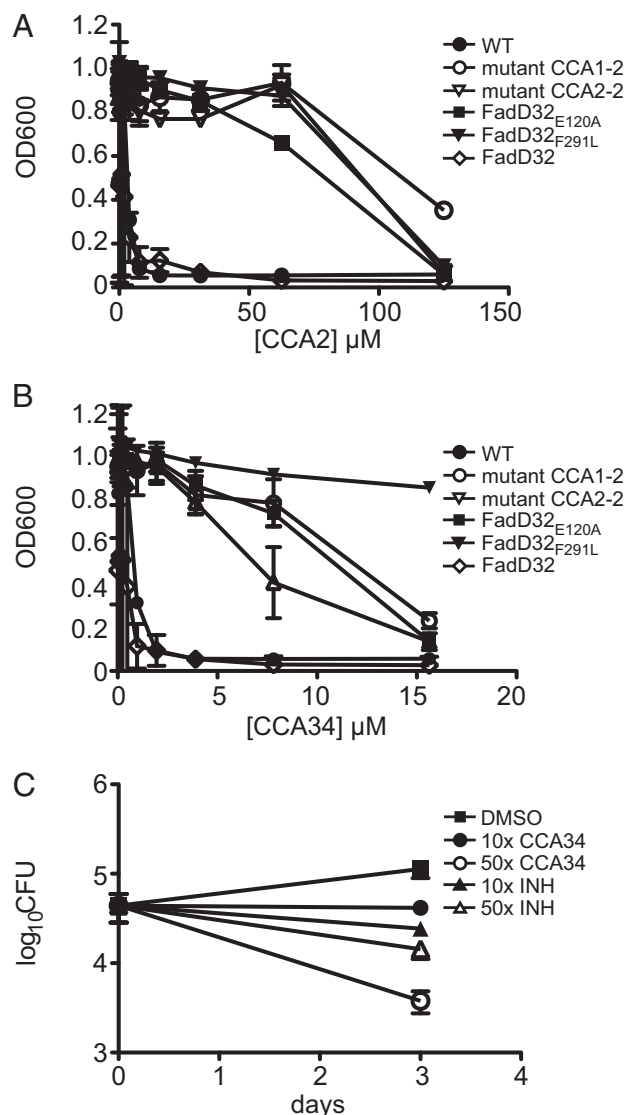 A
1.2
1.0
0.8
0.6
0.4
0.2
0
OD600
0
50
100
150
[CCA2] µM
WT
mutant CCA1-2
mutant CCA2-2
FadD32E120A
FadD32F291L
FadD32
B
1.2
1.0
0.8
0.6
0.4
0.2
0
OD600
0
5
10
15
20
[CCA34] µM
WT
mutant CCA1-2
mutant CCA2-2
FadD32E120A
FadD32F291L
FadD32
C
6
5
4
3
log10CFU
0
1
2
3
4
days
DMSO
10x CCA34
50x CCA34
10x INH
50x INH